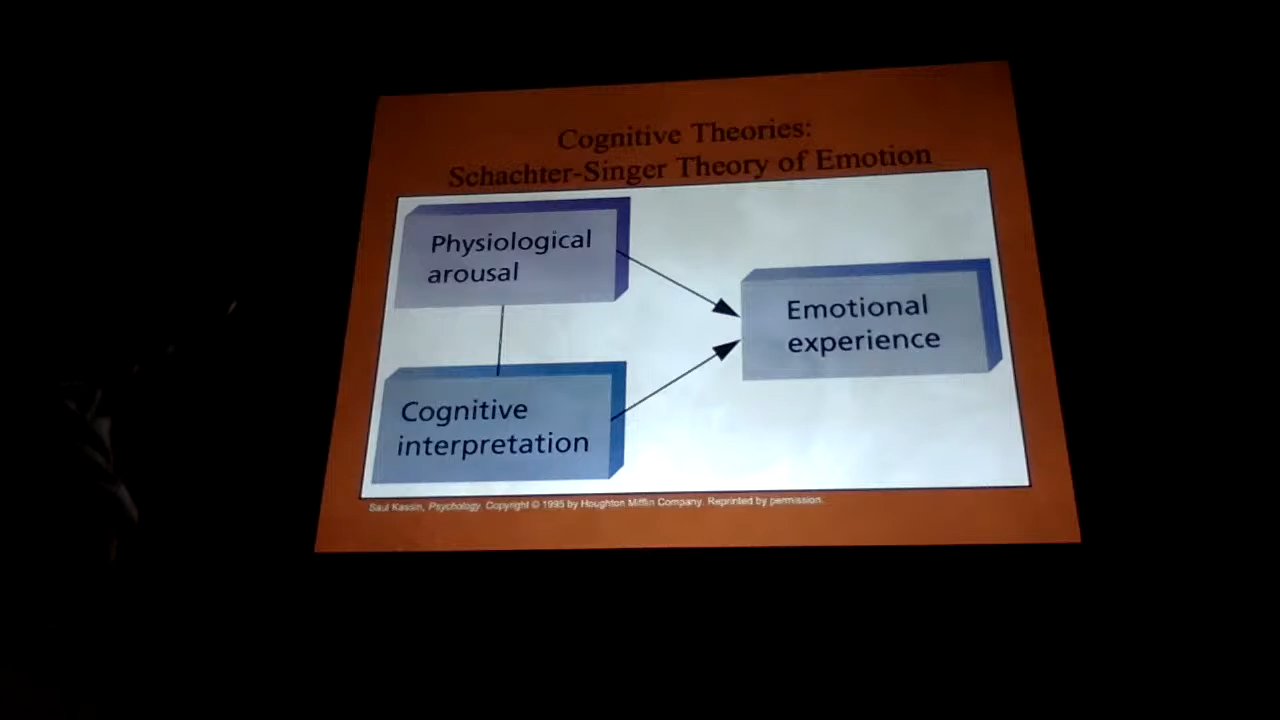 Cognitive Theories:
Schachter-Singer Theory of Emotion
Physiological
arousal
Cognitive
interpretation
Emotional
experience
Saul Kassin, Psychology. Copyright © 1995 by Houghton Mifflin Company. Reprinted by permission.